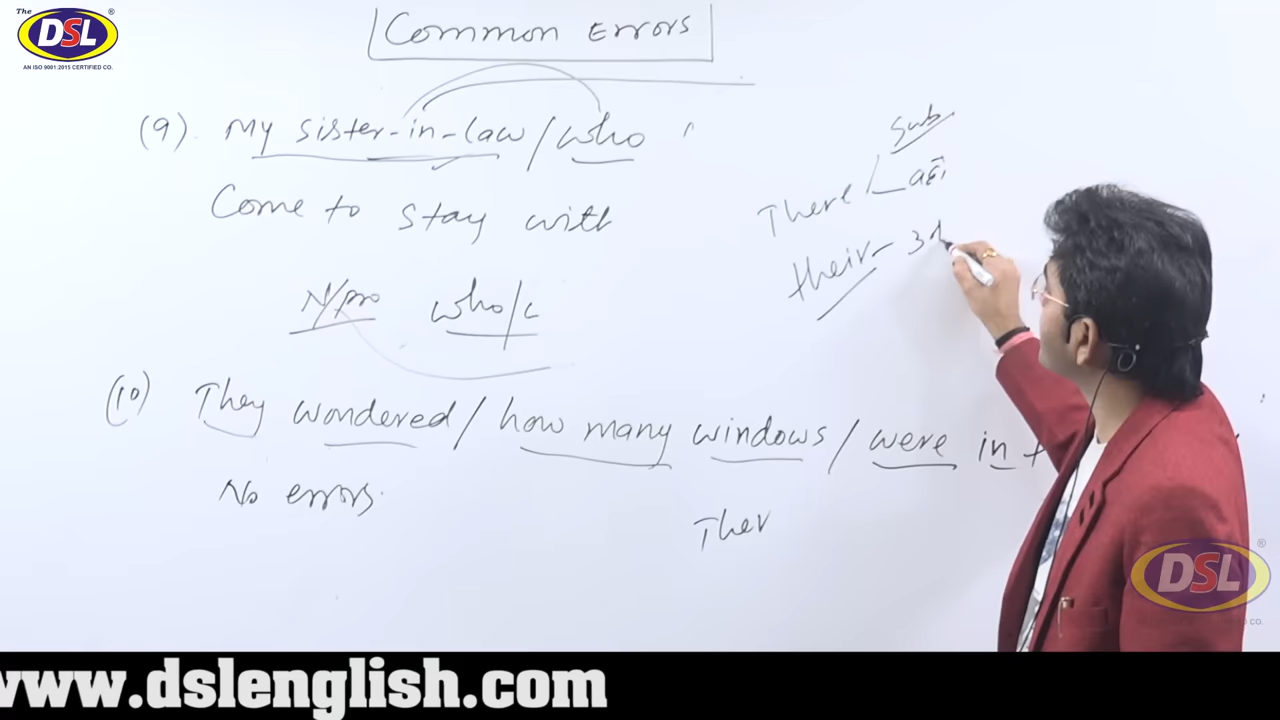 The
DSL
®
AN ISO 9001:2015 CERTIFIED CO.
Common Errors
(9). My sister-in-law / who
Come to stay with
Sub
There
वहाँ
their -
N/pro who/c
(10) They wondered / how many windows / were in
No errors.
Ther
DSL
®
www.dslenglish.com